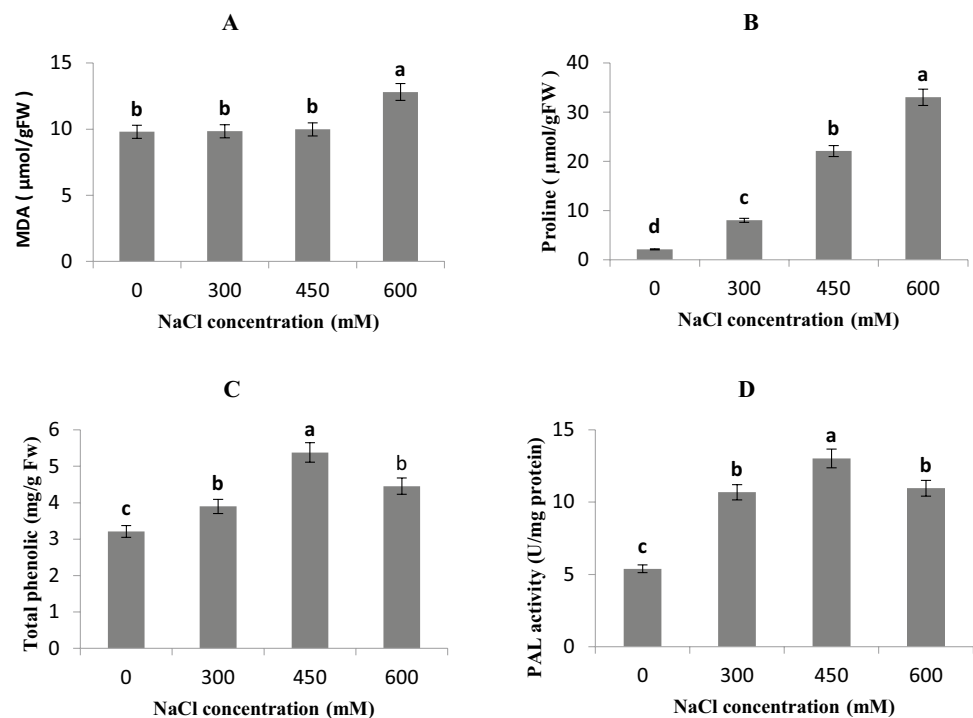 A
MDA ( µmol/gFW )
15
10
5
0
b b b a
0 300 450 600
NaCl concentration (mM)
B
Proline ( µmol/gFW )
40
30
20
10
0
d c b a
0 300 450 600
NaCl concentration (mM)
C
Total phenolic (mg/g Fw)
6
5
4
3
2
1
0
c b a b
0 300 450 600
NaCl concentration (mM)
D
PAL activity (U/mg protein)
15
10
5
0
c b a b
0 300 450 600
NaCl concentration (mM)